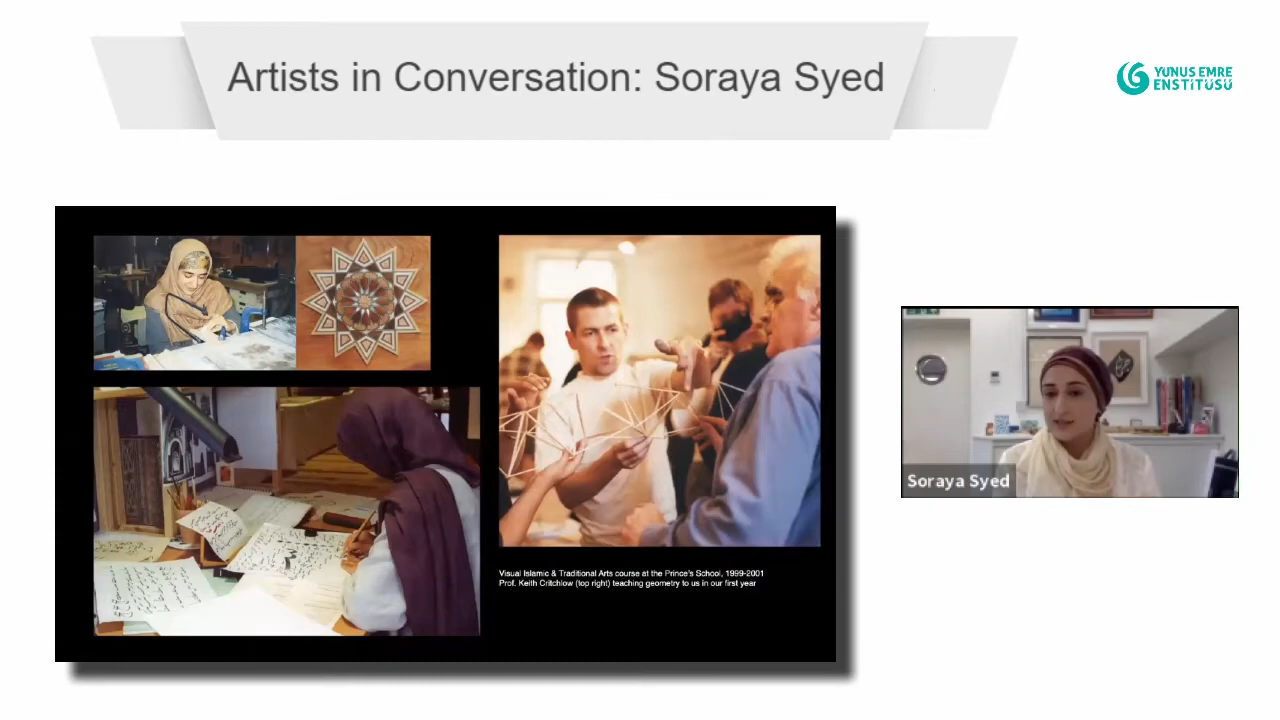 Artists in Conversation: Soraya Syed
YUNUS EMRE
ENSTİTÜSÜ
Visual Islamic & Traditional Arts course at the Prince's School, 1999-2001
Prof. Keith Critchlow (top right) teaching geometry to us in our first year
Soraya Syed